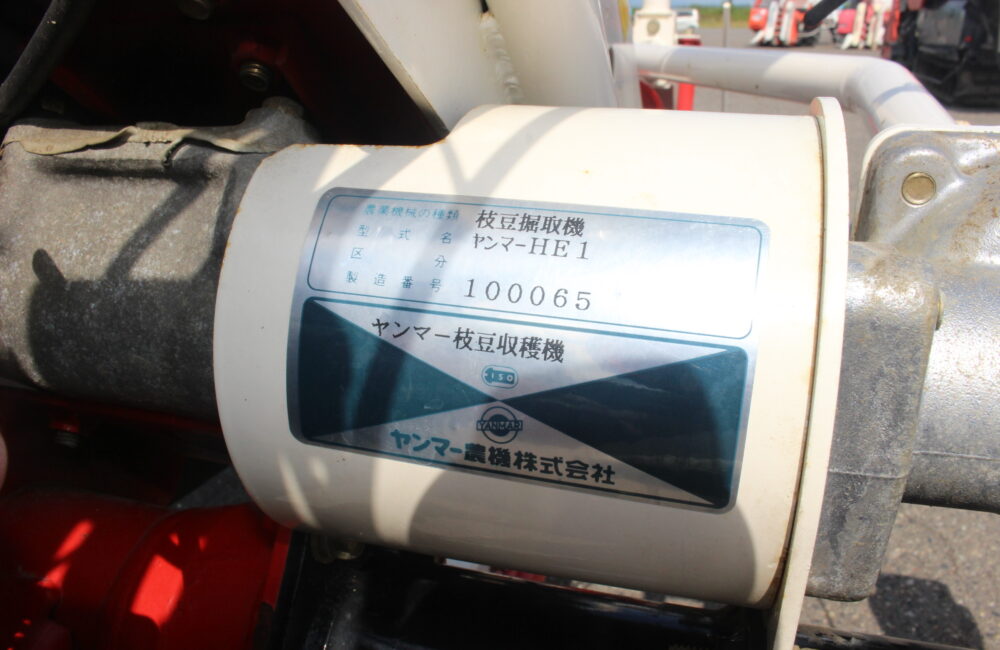 農業機械の種類 枝豆掘取機
型式名 ヤンマーHE1
区分
製造番号 100065
ヤンマー枝豆収穫機
ISO
YANMAR
ヤンマー農機株式会社